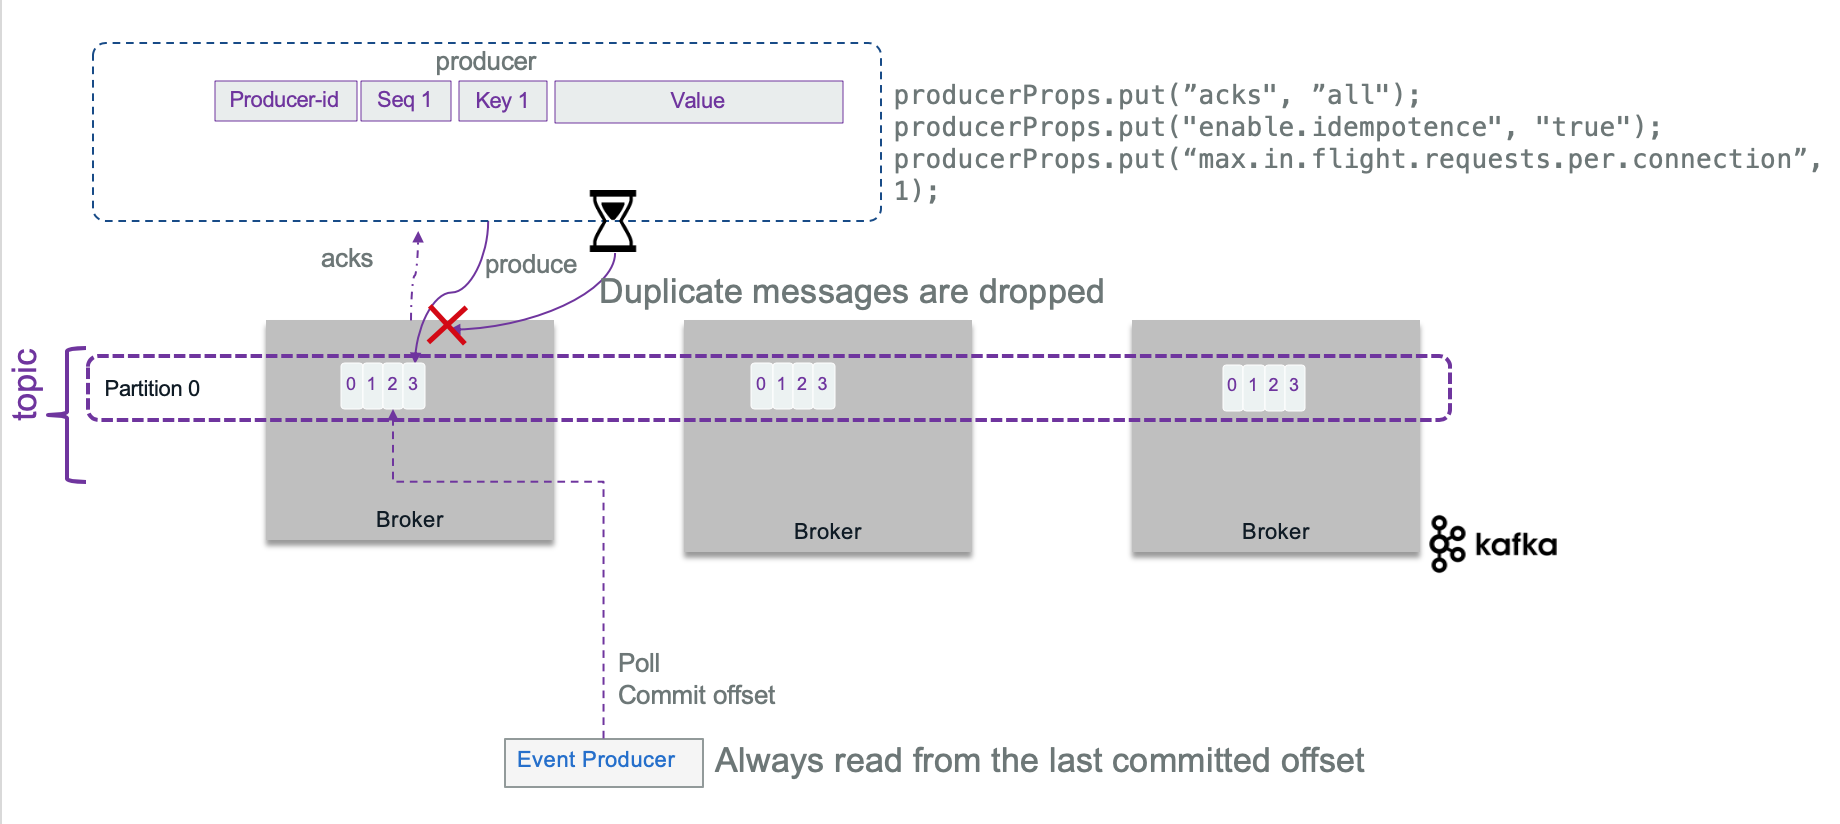 producer
Producer-id
Seq 1
Key 1
Value
producerProps.put(”acks", ”all");
producerProps.put("enable.idempotence", "true");
producerProps.put(“max.in.flight.requests.per.connection”,
1);
acks
produce
Duplicate messages are dropped
topic
Partition 0
0 1 2 3
0 1 2 3
0 1 2 3
Broker
Broker
Broker
kafka
Poll
Commit offset
Event Producer
Always read from the last committed offset